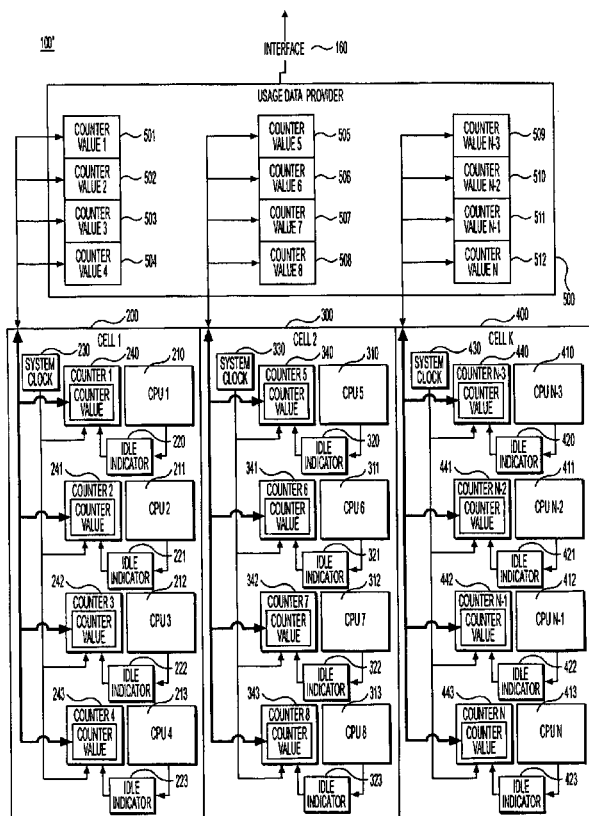 100"
INTERFACE 160
USAGE DATA PROVIDER
COUNTER VALUE 1 501
COUNTER VALUE 2 502
COUNTER VALUE 3 503
COUNTER VALUE 4 504
COUNTER VALUE 5 505
COUNTER VALUE 6 506
COUNTER VALUE 7 507
COUNTER VALUE 8 508
COUNTER VALUE N-3 509
COUNTER VALUE N-2 510
COUNTER VALUE N-1 511
COUNTER VALUE N 512
500
200
CELL 1
230 240 210
SYSTEM CLOCK
COUNTER 1
COUNTER VALUE
CPU 1
220
IDLE INDICATOR
241 211
COUNTER 2
COUNTER VALUE
CPU 2
221
IDLE INDICATOR
242 212
COUNTER 3
COUNTER VALUE
CPU 3
222
IDLE INDICATOR
243 213
COUNTER 4
COUNTER VALUE
CPU 4
223
IDLE INDICATOR
300
CELL 2
330 340 310
SYSTEM CLOCK
COUNTER 5
COUNTER VALUE
CPU 5
320
IDLE INDICATOR
341 311
COUNTER 6
COUNTER VALUE
CPU 6
321
IDLE INDICATOR
342 312
COUNTER 7
COUNTER VALUE
CPU 7
322
IDLE INDICATOR
343 313
COUNTER 8
COUNTER VALUE
CPU 8
323
IDLE INDICATOR
400
CELL K
430 440 410
SYSTEM CLOCK
COUNTER N-3
COUNTER VALUE
CPU N-3
420
IDLE INDICATOR
441 411
COUNTER N-2
COUNTER VALUE
CPU N-2
421
IDLE INDICATOR
442 412
COUNTER N-1
COUNTER VALUE
CPU N-1
422
IDLE INDICATOR
443 413
COUNTER N
COUNTER VALUE
CPU N
423
IDLE INDICATOR